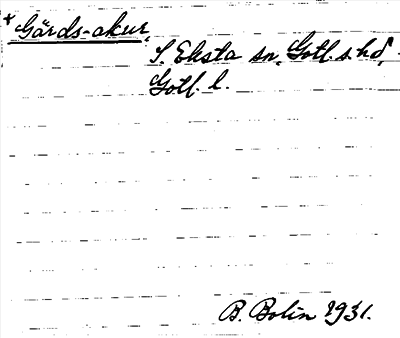 * Gärds-akur,
S. Eksta sn, Gotl. s. hd,
Gotl. l.
B. Bolin 1931.